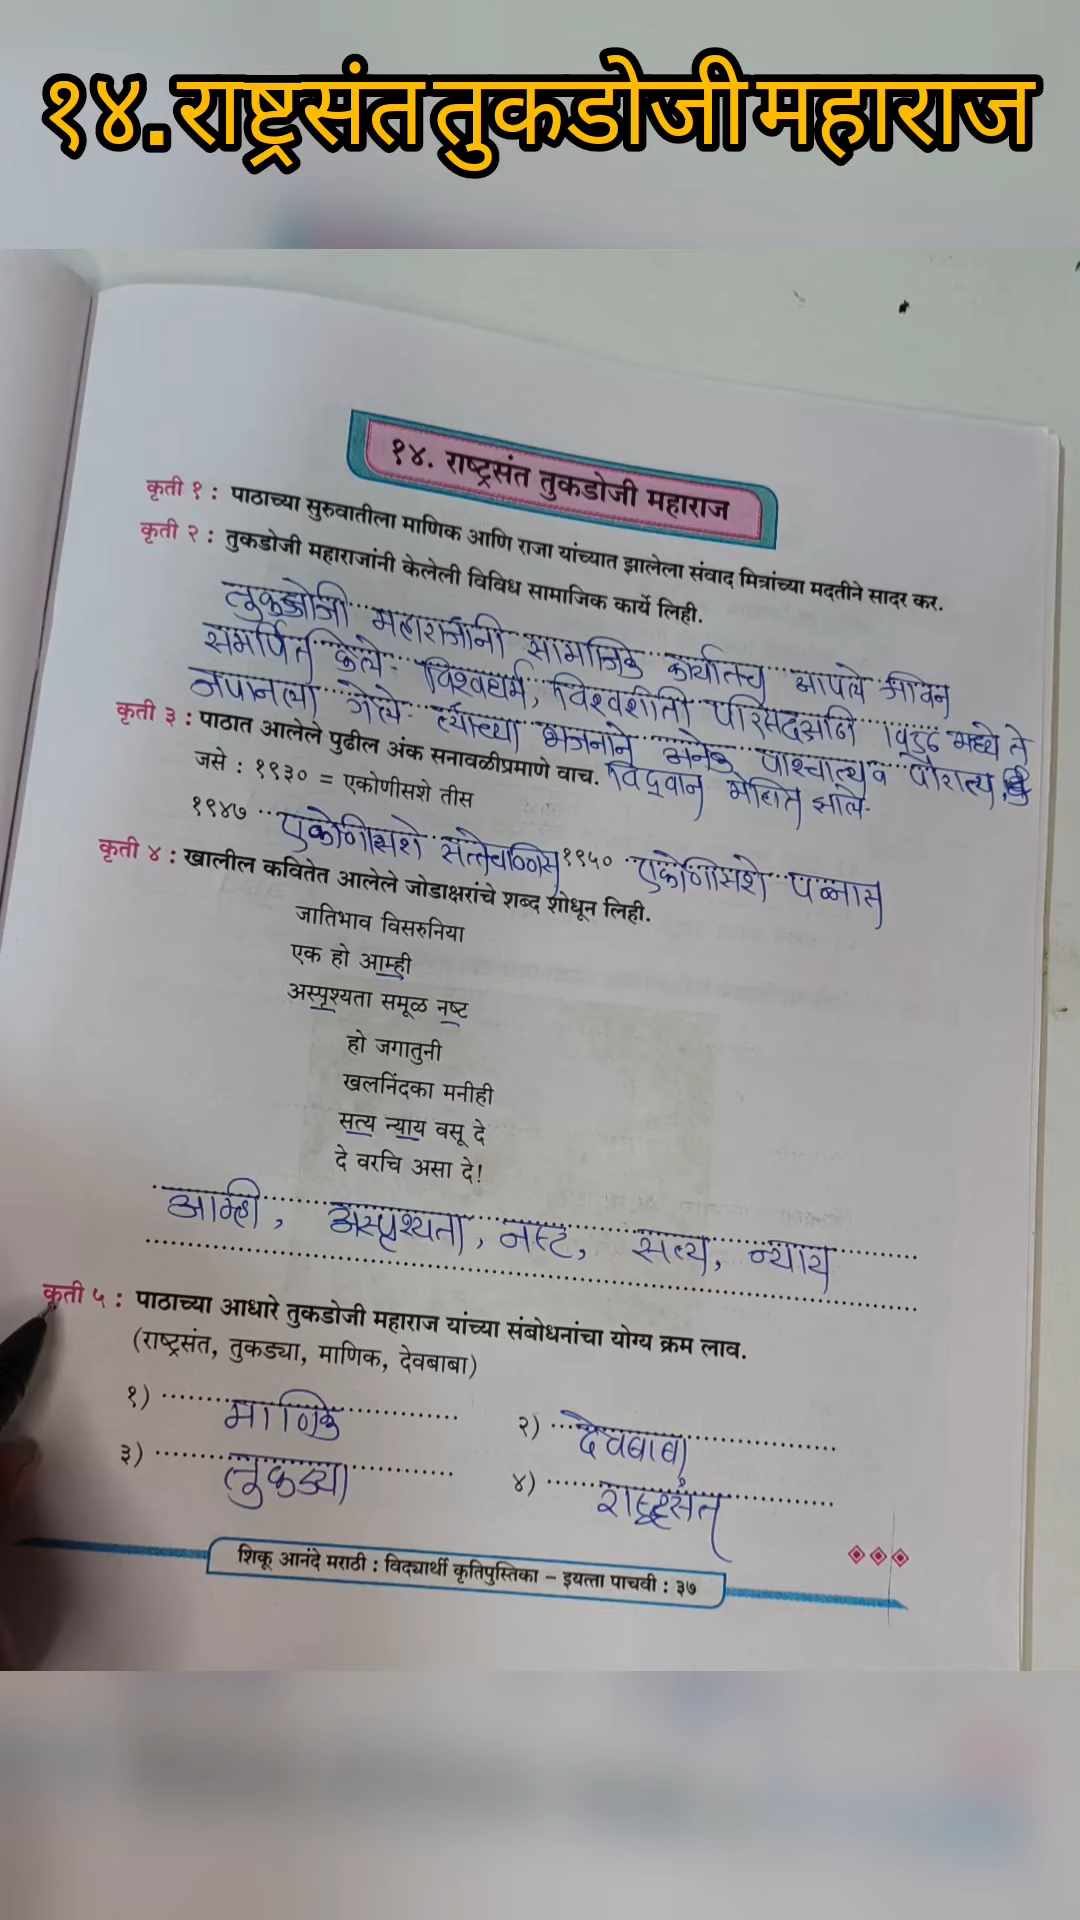 १४. राष्ट्रसंत तुकडोजी महाराज
१४. राष्ट्रसंत तुकडोजी महाराज
कृती १ : पाठाच्या सुरुवातीला माणिक आणि राजा यांच्यात झालेला संवाद मित्रांच्या मदतीने सादर कर.
कृती २ : तुकडोजी महाराजांनी केलेली विविध सामाजिक कार्ये लिही.
तुकडोजी महाराजांनी सामाजिक कार्यातच आपले जीवन
समर्पित केले. विश्वधर्म, विश्वशांती मध्ये ते
जपानला गेले. त्यांच्या भजनाने अनेक पाश्चात्य व पौरात्य
विद्वान मोहित झाले.
कृती ३ : पाठात आलेले पुढील अंक सनावळीप्रमाणे वाच.
जसे : १९३० = एकोणीसशे तीस
१९४७ एकोणिसशे सत्तेचाळीस १९५० एकोणिसशे पन्नास
कृती ४ : खालील कवितेत आलेले जोडाक्षरांचे शब्द शोधून लिही.
जातिभाव विसरुनिया
एक हो आम्ही
अस्पृश्यता समूळ नष्ट
हो जगातुनी
खलनिंदका मनीही
सत्य न्याय वसू दे
दे वरचि असा दे!
आम्ही, अस्पृश्यता, नष्ट, सत्य, न्याय
कृती ५ : पाठाच्या आधारे तुकडोजी महाराज यांच्या संबोधनांचा योग्य क्रम लाव.
(राष्ट्रसंत, तुकड्या, माणिक, देवबाबा)
१) माणिक २) देवबाबा
३) तुकड्या ४) राष्ट्रसंत
शिकू आनंदे मराठी : विद्यार्थी कृतिपुस्तिका – इयत्ता पाचवी : ३७